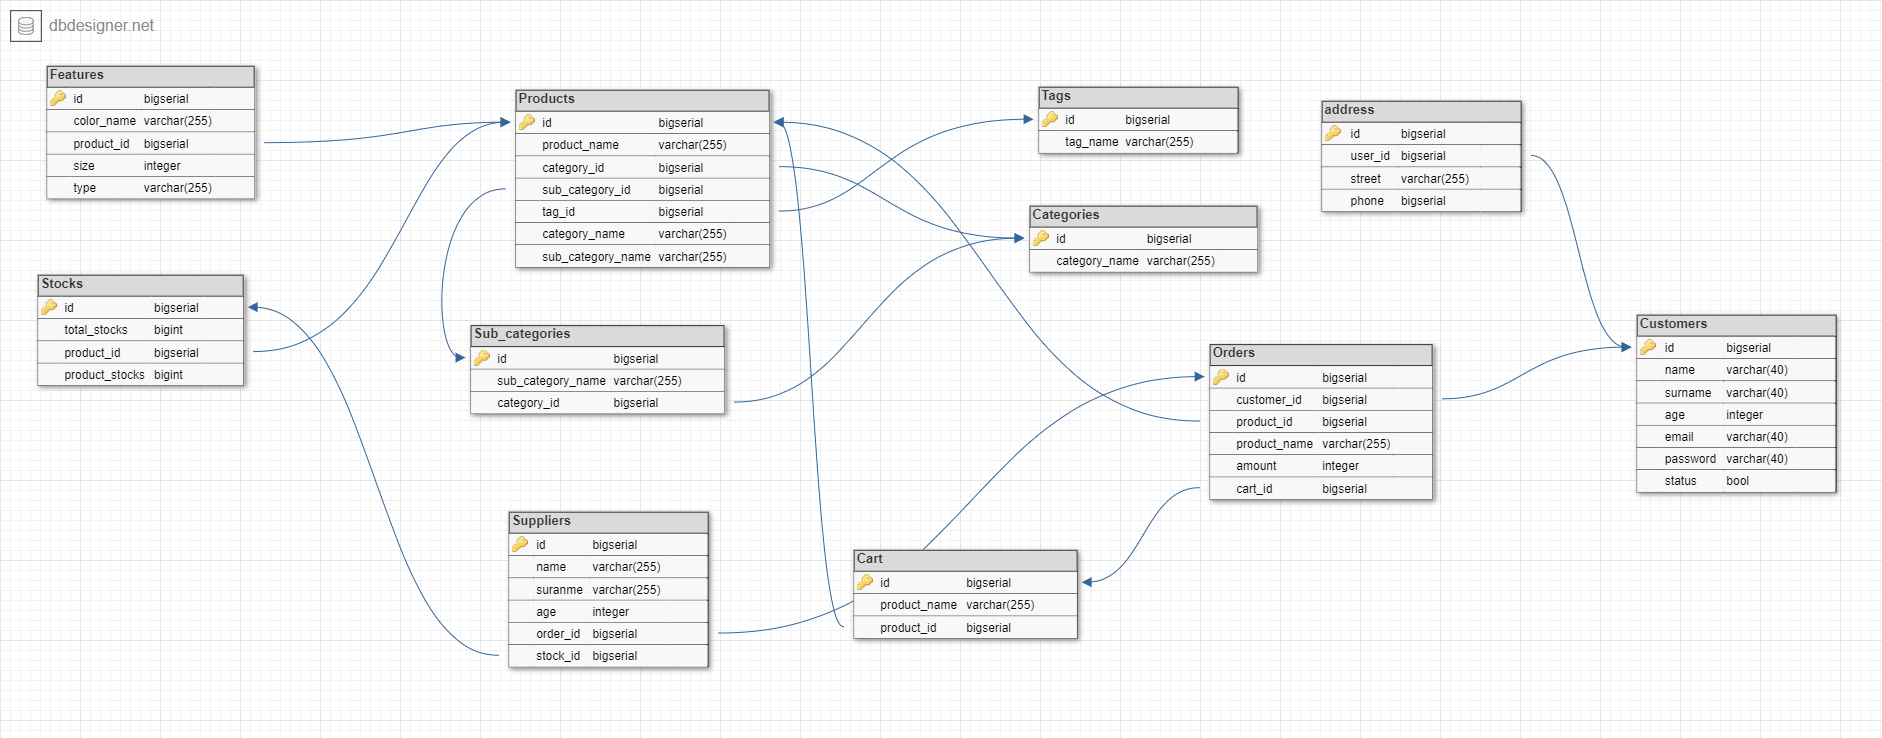 dbdesigner.net
Features
id bigserial
color_name varchar(255)
product_id bigserial
size integer
type varchar(255)
Products
id bigserial
product_name varchar(255)
category_id bigserial
sub_category_id bigserial
tag_id bigserial
category_name varchar(255)
sub_category_name varchar(255)
Tags
id bigserial
tag_name varchar(255)
address
id bigserial
user_id bigserial
street varchar(255)
phone bigserial
Categories
id bigserial
category_name varchar(255)
Stocks
id bigserial
total_stocks bigint
product_id bigserial
product_stocks bigint
Sub_categories
id bigserial
sub_category_name varchar(255)
category_id bigserial
Orders
id bigserial
customer_id bigserial
product_id bigserial
product_name varchar(255)
amount integer
cart_id bigserial
Customers
id bigserial
name varchar(40)
surname varchar(40)
age integer
email varchar(40)
password varchar(40)
status bool
Suppliers
id bigserial
name varchar(255)
suranme varchar(255)
age integer
order_id bigserial
stock_id bigserial
Cart
id bigserial
product_name varchar(255)
product_id bigserial